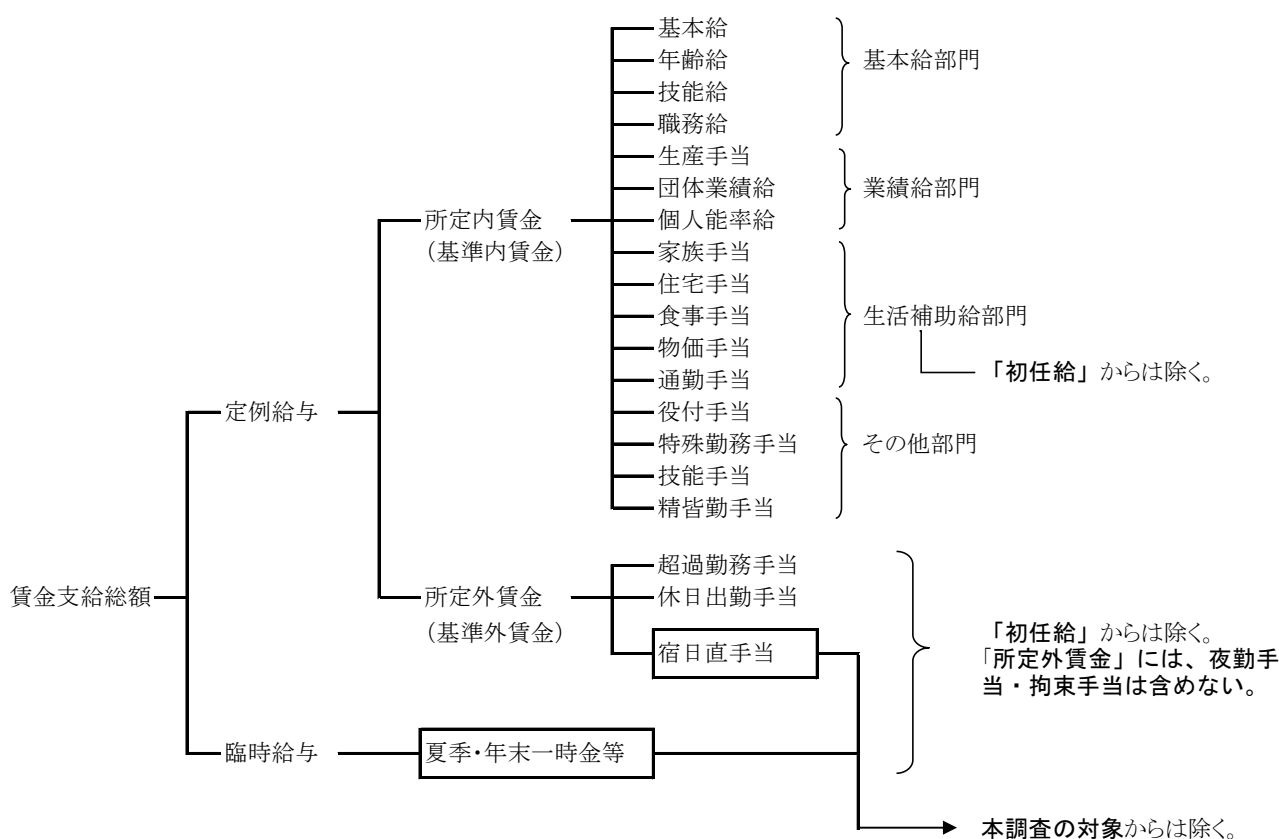 基本給
年齢給
技能給
職務給
基本給部門
生産手当
団体業績給
個人能率給
業績給部門
所定内賃金
（基準内賃金）
家族手当
住宅手当
食事手当
物価手当
通勤手当
生活補助給部門
「初任給」からは除く。
定例給与
役付手当
特殊勤務手当
技能手当
精皆勤手当
その他部門
賃金支給総額
所定外賃金
（基準外賃金）
超過勤務手当
休日出勤手当
宿日直手当
「初任給」からは除く。
「所定外賃金」には、夜勤手
当・拘束手当は含めない。
臨時給与
夏季・年末一時金等
本調査の対象からは除く。